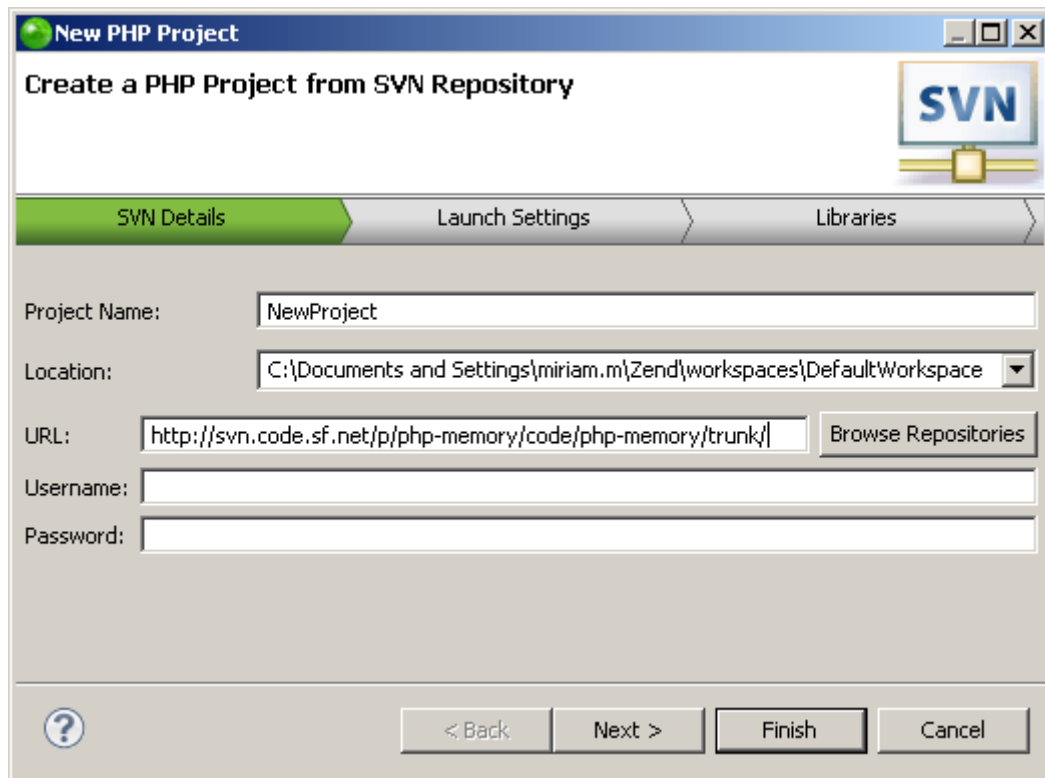 New PHP Project
Create a PHP Project from SVN Repository
SVN
SVN Details
Launch Settings
Libraries
Project Name:
NewProject
Location:
C:\Documents and Settings\miriam.m\Zend\workspaces\DefaultWorkspace
URL:
http://svn.code.sf.net/p/php-memory/code/php-memory/trunk/
Browse Repositories
Username:
Password:
?
< Back
Next >
Finish
Cancel